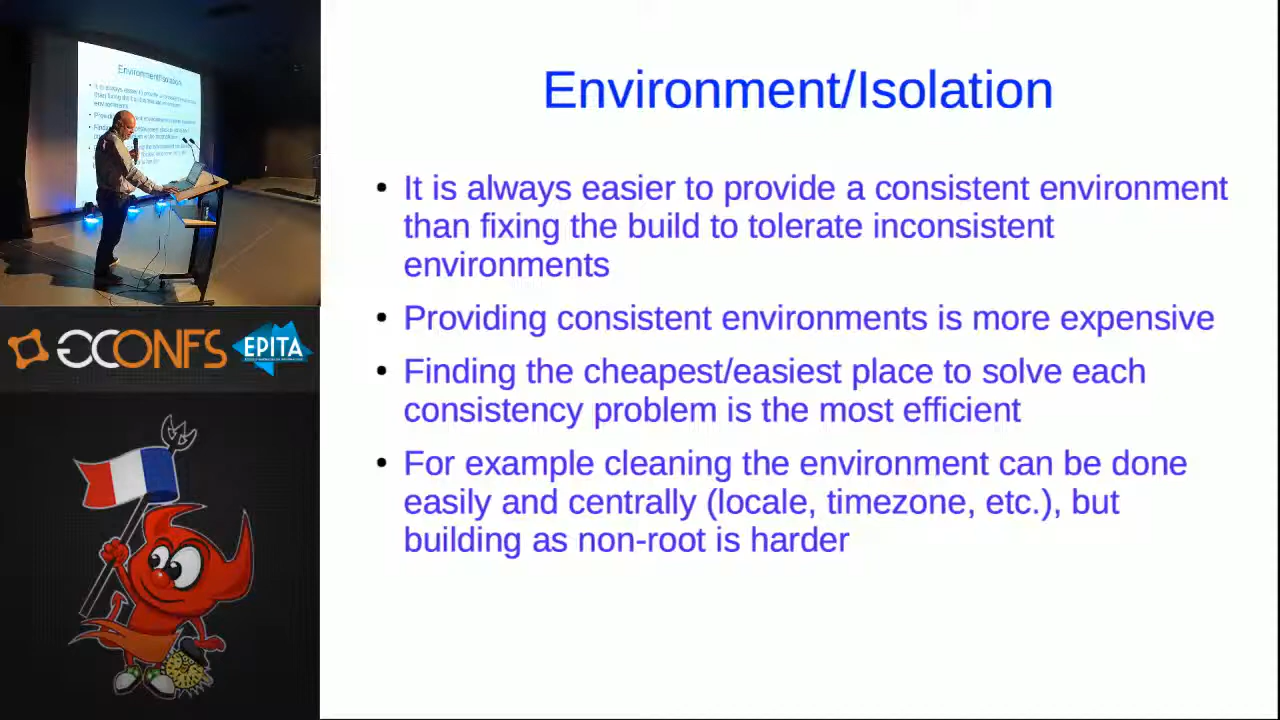 Environment/Isolation
It is always easier to provide a consistent environment
than fixing the build to tolerate inconsistent
environments
Providing consistent environments is more expensive
Finding the cheapest/easiest place to solve each
consistency problem is the most efficient
For example cleaning the environment can be done
easily and centrally (locale, timezone, etc.), but
building as non-root is harder
Environment/Isolation
GCONFS
EPITA